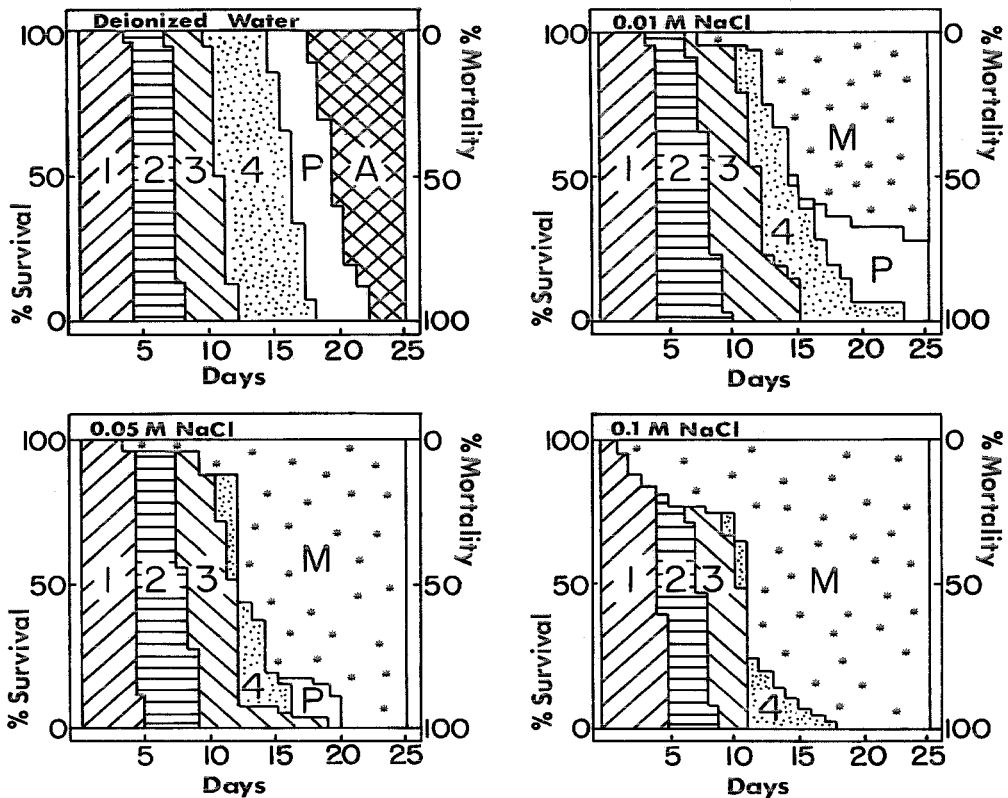 Deionized Water
100
50
0
% Survival
1 2 3 4 P A
0
50
100
% Mortality
5 10 15 20 25
Days
0.01 M NaCl
100
50
0
% Survival
1 2 3 4 M P
0
50
100
% Mortality
5 10 15 20 25
Days
0.05 M NaCl
100
50
0
% Survival
1 2 3 4 P M
0
50
100
% Mortality
5 10 15 20 25
Days
0.1 M NaCl
100
50
0
% Survival
1 2 3 4 M
0
50
100
% Mortality
5 10 15 20 25
Days